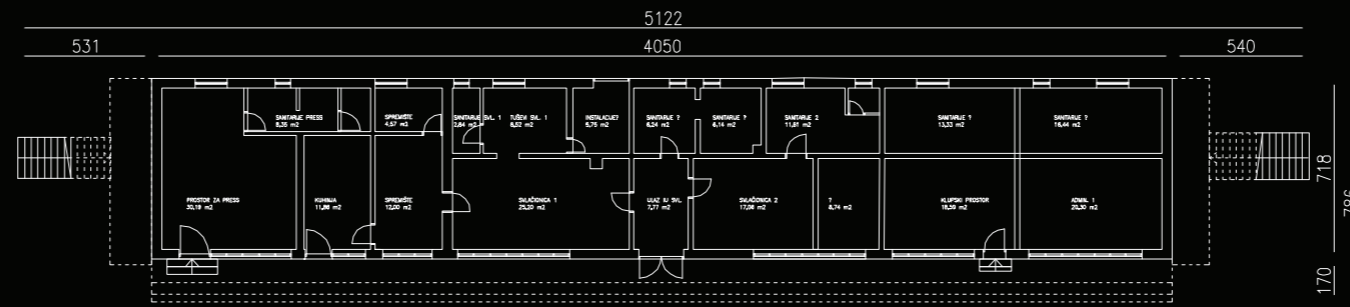 5122
531
4050
540
SANITARIJE PRESS
8,35 m2
SPREMIŠTE
4,57 m2
SANITARIJE SVL. 1
2,64 m2
TUŠEVI SVL. 1
8,52 m2
INSTALACIJE?
5,75 m2
SANITARIJE ?
6,24 m2
SANITARIJE ?
6,14 m2
SANITARIJE 2
11,81 m2
SANITARIJE ?
13,33 m2
SANITARIJE ?
16,44 m2
718
786
PROSTOR ZA PRESS
30,19 m2
KUHINJA
11,86 m2
SPREMIŠTE
12,00 m2
SVLAČIONICA 1
25,20 m2
ULAZ IU SVL.
7,77 m2
SVLAČIONICA 2
17,06 m2
?
8,74 m2
KLUPSKI PROSTOR
18,59 m2
ADMIN. 1
20,30 m2
170